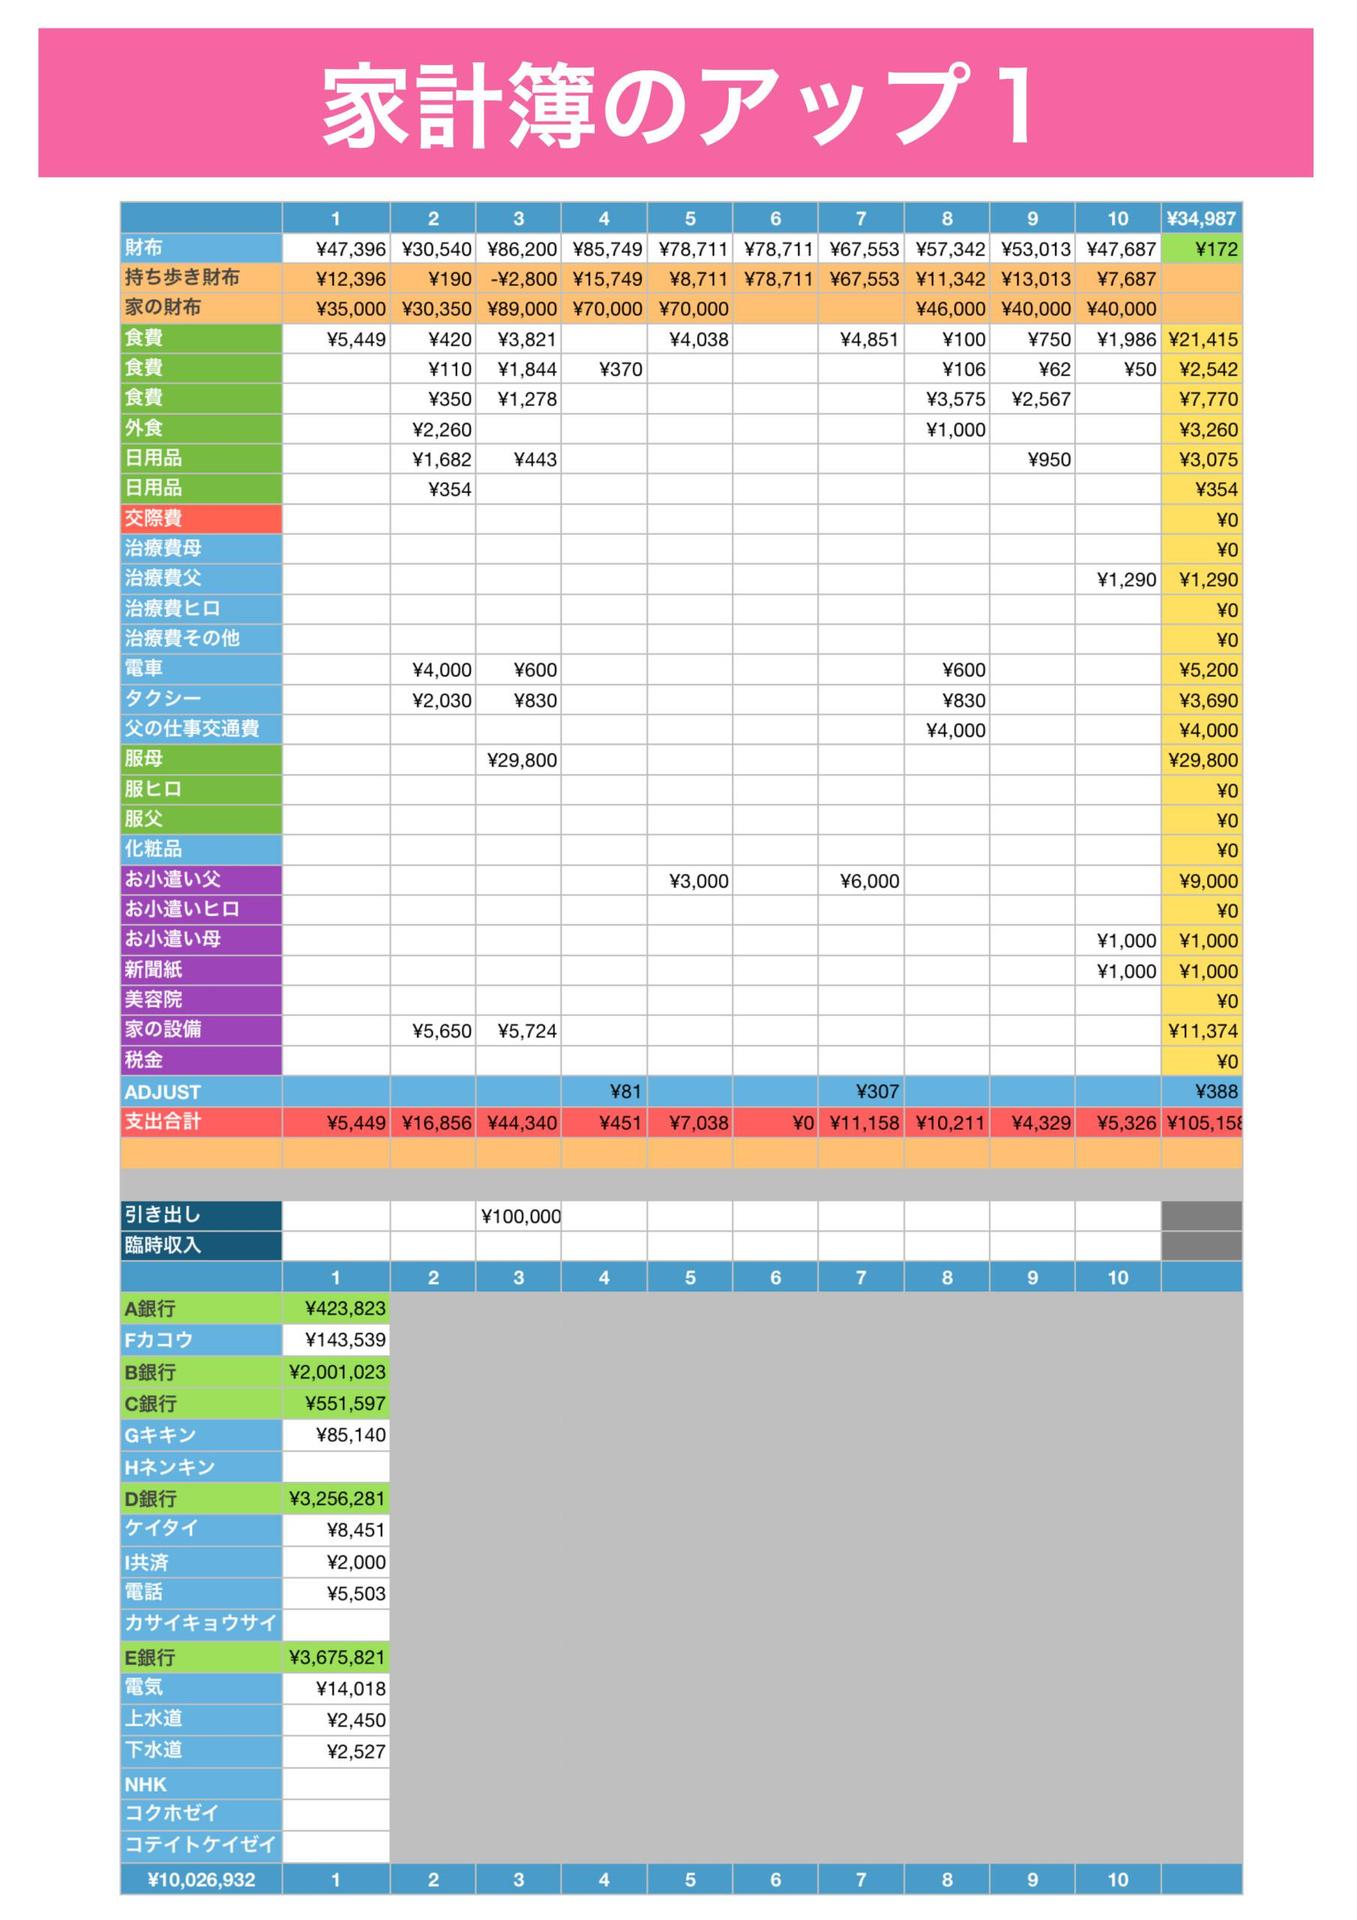 家計簿のアップ１
1 2 3 4 5 6 7 8 9 10 ¥34,987
財布 ¥47,396 ¥30,540 ¥86,200 ¥85,749 ¥78,711 ¥78,711 ¥67,553 ¥57,342 ¥53,013 ¥47,687 ¥172
持ち歩き財布 ¥12,396 ¥190 -¥2,800 ¥15,749 ¥8,711 ¥78,711 ¥67,553 ¥11,342 ¥13,013 ¥7,687
家の財布 ¥35,000 ¥30,350 ¥89,000 ¥70,000 ¥70,000 ¥46,000 ¥40,000 ¥40,000
食費 ¥5,449 ¥420 ¥3,821 ¥4,038 ¥4,851 ¥100 ¥750 ¥1,986 ¥21,415
食費 ¥110 ¥1,844 ¥370 ¥106 ¥62 ¥50 ¥2,542
食費 ¥350 ¥1,278 ¥3,575 ¥2,567 ¥7,770
外食 ¥2,260 ¥1,000 ¥3,260
日用品 ¥1,682 ¥443 ¥950 ¥3,075
日用品 ¥354 ¥354
交際費 ¥0
治療費母 ¥0
治療費父 ¥1,290 ¥1,290
治療費ヒロ ¥0
治療費その他 ¥0
電車 ¥4,000 ¥600 ¥600 ¥5,200
タクシー ¥2,030 ¥830 ¥830 ¥3,690
父の仕事交通費 ¥4,000 ¥4,000
服母 ¥29,800 ¥29,800
服ヒロ ¥0
服父 ¥0
化粧品 ¥0
お小遣い父 ¥3,000 ¥6,000 ¥9,000
お小遣いヒロ ¥0
お小遣い母 ¥1,000 ¥1,000
新聞紙 ¥1,000 ¥1,000
美容院 ¥0
家の設備 ¥5,650 ¥5,724 ¥11,374
税金 ¥0
ADJUST ¥81 ¥307 ¥388
支出合計 ¥5,449 ¥16,856 ¥44,340 ¥451 ¥7,038 ¥0 ¥11,158 ¥10,211 ¥4,329 ¥5,326 ¥105,158
引き出し ¥100,000
臨時収入
1 2 3 4 5 6 7 8 9 10
A銀行 ¥423,823
Fカコウ ¥143,539
B銀行 ¥2,001,023
C銀行 ¥551,597
Gキキン ¥85,140
Hネンキン
D銀行 ¥3,256,281
ケイタイ ¥8,451
I共済 ¥2,000
電話 ¥5,503
カサイキョウサイ
E銀行 ¥3,675,821
電気 ¥14,018
上水道 ¥2,450
下水道 ¥2,527
NHK
コクホゼイ
コテイトケイゼイ
¥10,026,932 1 2 3 4 5 6 7 8 9 10